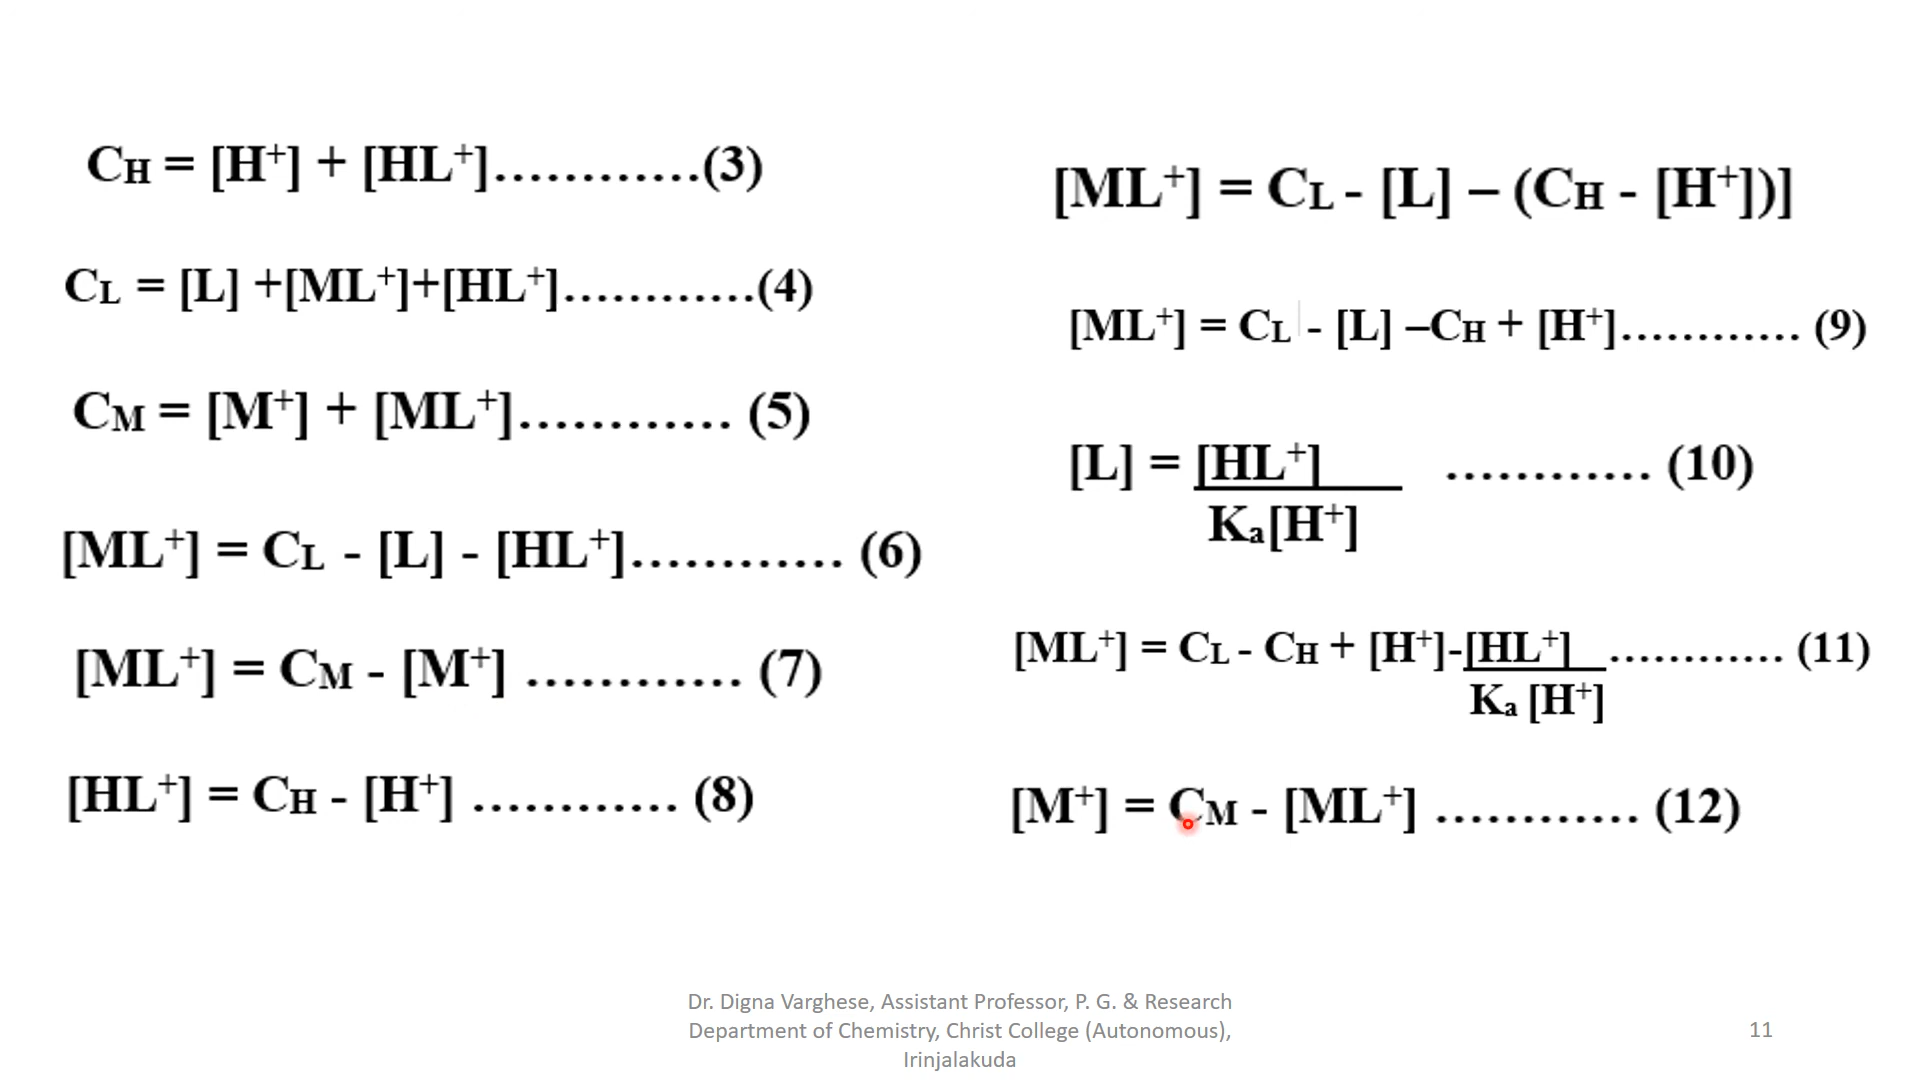 CH = [H+] + [HL+]............(3)
CL = [L] +[ML+]+[HL+]............(4)
CM = [M+] + [ML+]............ (5)
[ML+] = CL - [L] - [HL+]............ (6)
[ML+] = CM - [M+] ............ (7)
[HL+] = CH - [H+] ............ (8)
[ML+] = CL - [L] – (CH - [H+])]
[ML+] = CL - [L] –CH + [H+]............ (9)
[L] = [HL+] ............ (10)
Ka[H+]
[ML+] = CL - CH + [H+]-[HL+] ............ (11)
Ka [H+]
[M+] = CM - [ML+] ............ (12)
Dr. Digna Varghese, Assistant Professor, P. G. & Research
Department of Chemistry, Christ College (Autonomous),
Irinjalakuda
11